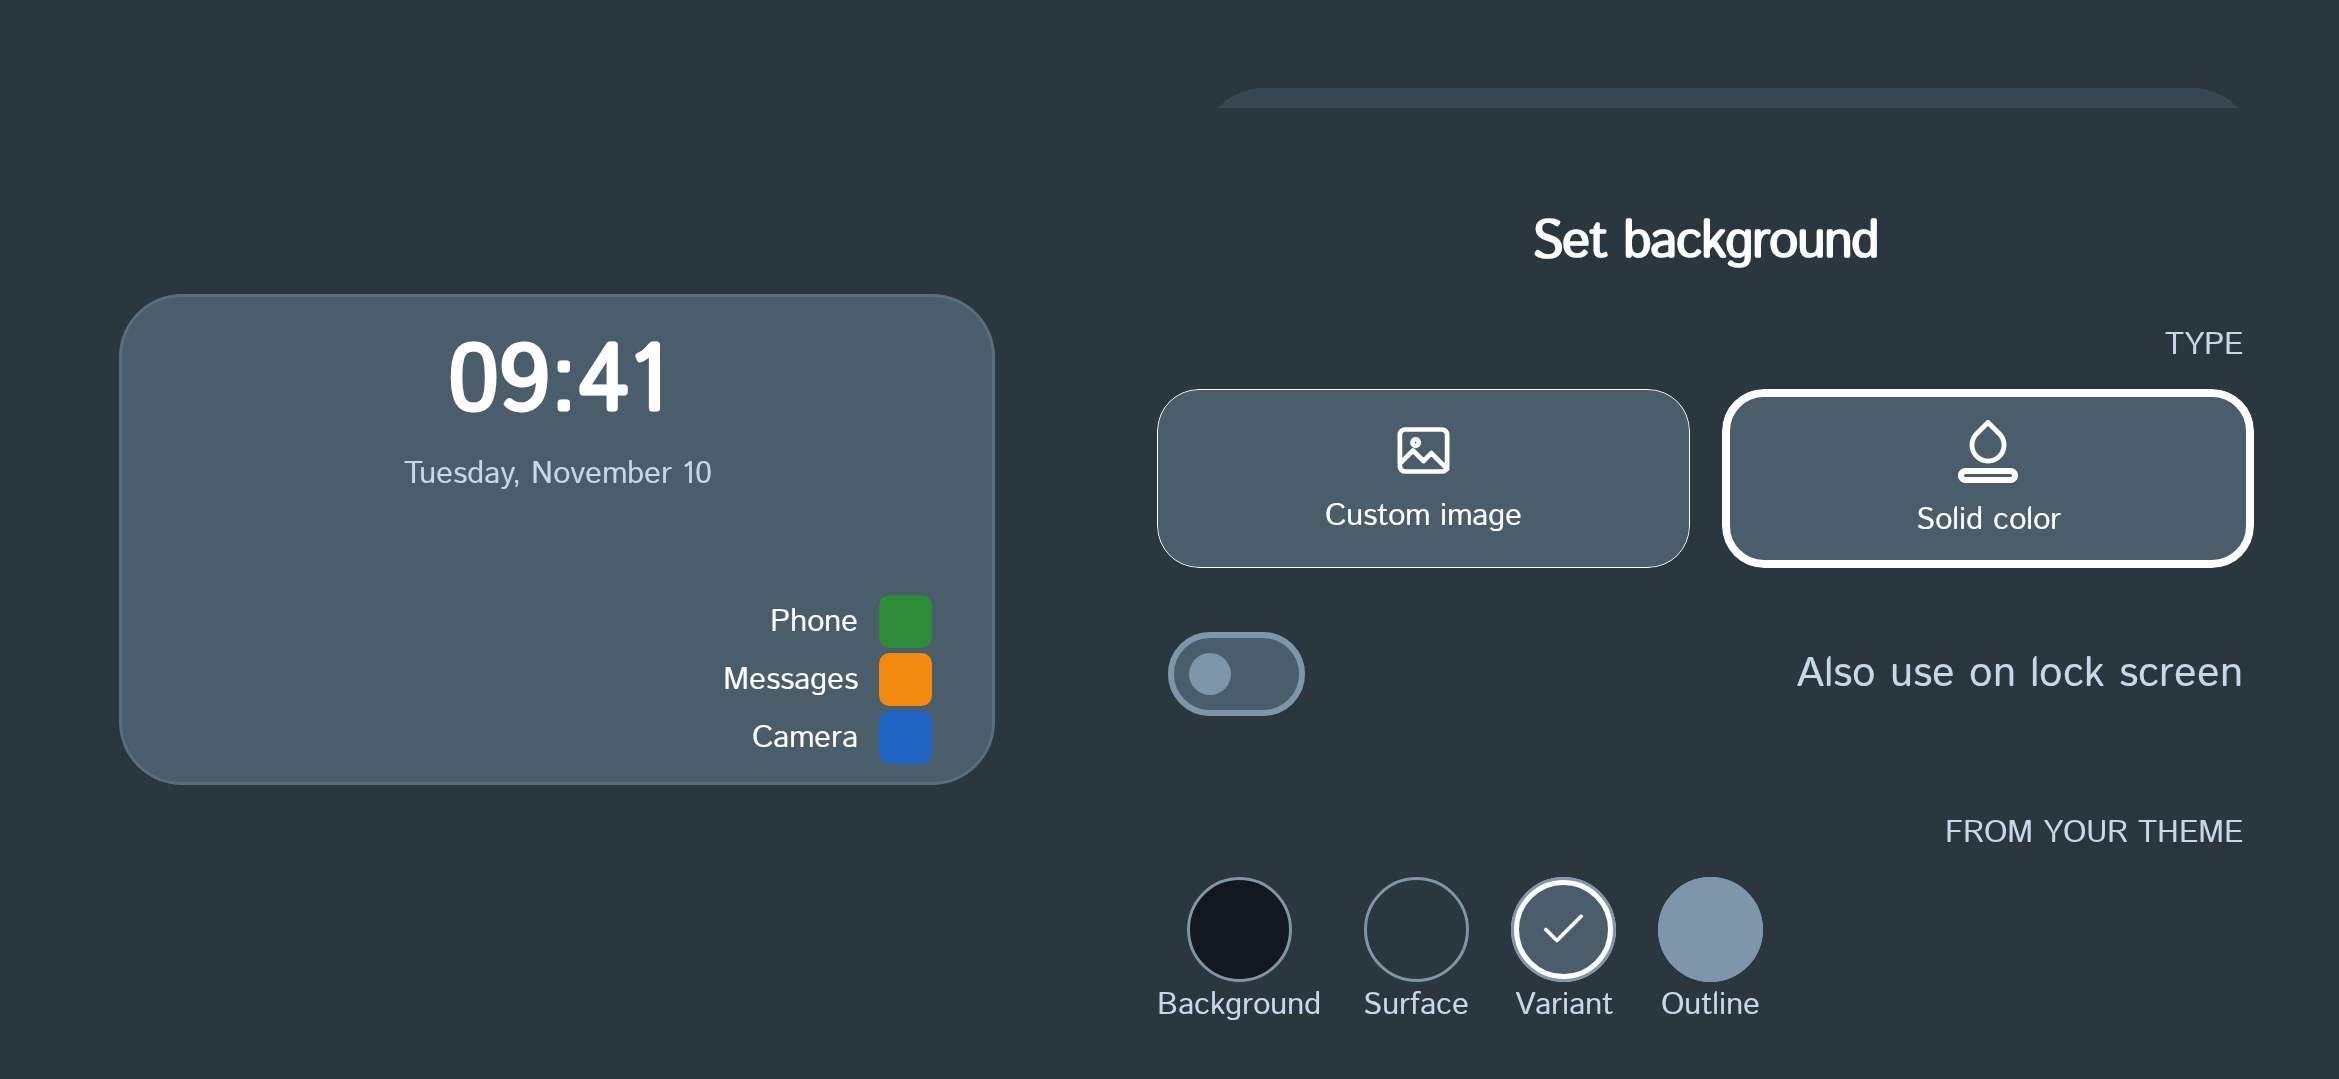 09:41
Tuesday, November 10
Phone
Messages
Camera
Set background
TYPE
Custom image
Solid color
Also use on lock screen
FROM YOUR THEME
Background
Surface
Variant
Outline